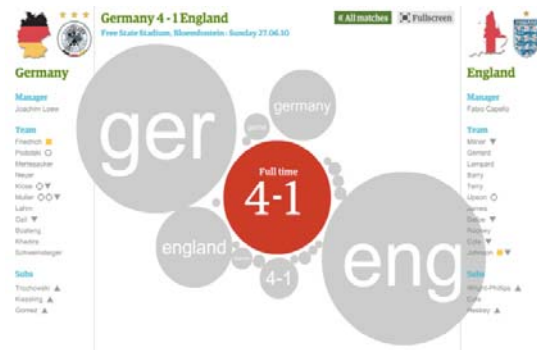 Germany 4 - 1 England
Free State Stadium, Bloemfontein: Sunday 27.06.10
« All matches
Fullscreen
Germany
Manager
Joachim Loew
Team
Friedrich
Podolski
Mertesacker
Neuer
Klose
Muller
Lahm
Ozil
Boateng
Khedira
Schweinsteiger
Subs
Trochowski
Kiessling
Gomez
ger
germany
Full time
4-1
england
4-1
eng
England
Manager
Fabio Capello
Team
Milner
Gerrard
Lampard
Barry
Terry
Upson
James
Defoe
Rooney
Cole
Johnson
Subs
Wright-Phillips
Cole
Heskey